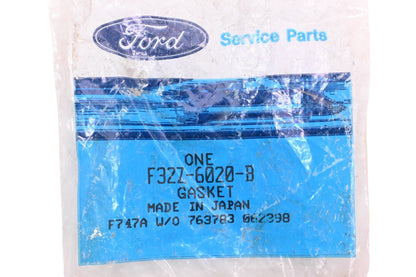 Ford
Service Parts
ONE
F32Z-6020-B
GASKET
MADE IN JAPAN
F747A W/O 763783 062398